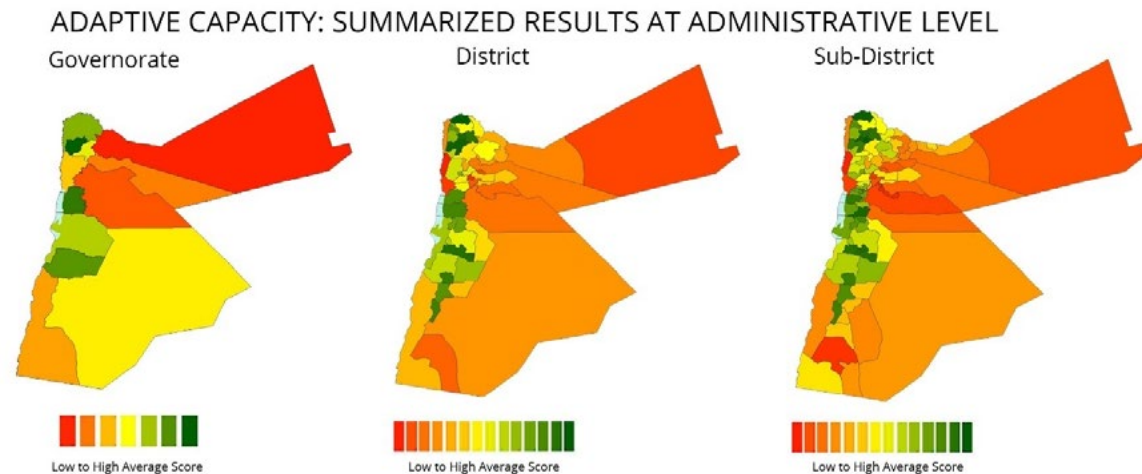 ADAPTIVE CAPACITY: SUMMARIZED RESULTS AT ADMINISTRATIVE LEVEL
Governorate
District
Sub-District
Low to High Average Score
Low to High Average Score
Low to High Average Score